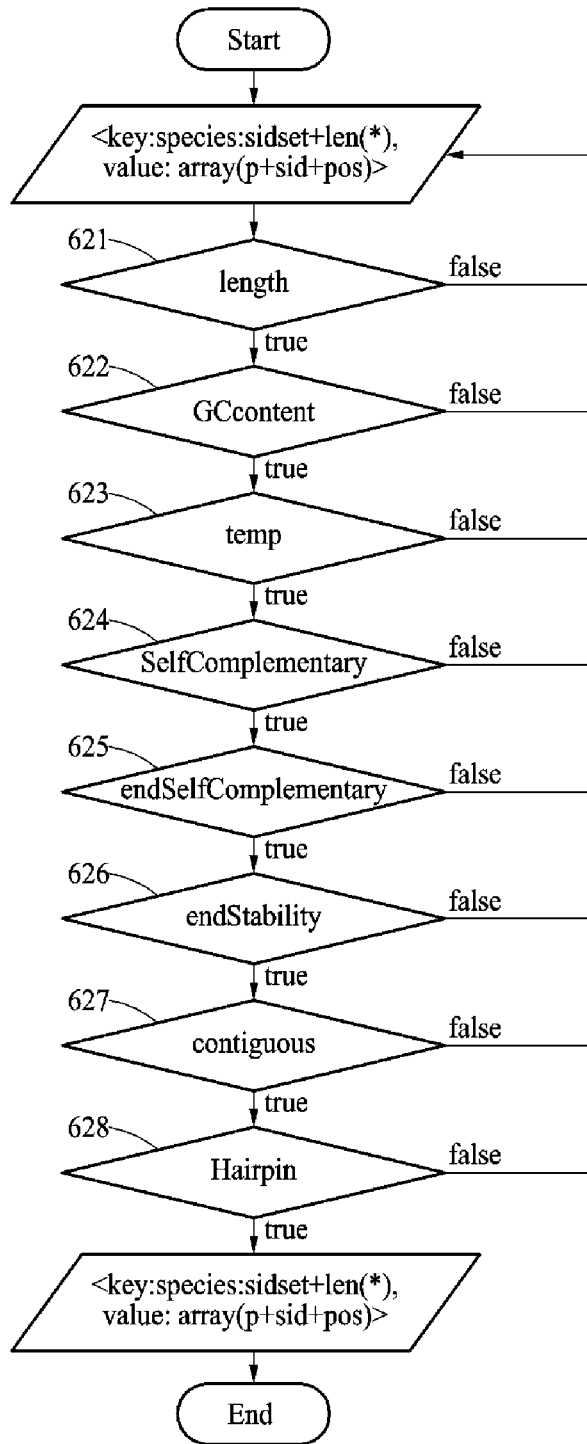 Start
<key:species:sidset+len(*),
value: array(p+sid+pos)>
621
length
false
true
622
GCcontent
false
true
623
temp
false
true
624
SelfComplementary
false
true
625
endSelfComplementary
false
true
626
endStability
false
true
627
contiguous
false
true
628
Hairpin
false
true
<key:species:sidset+len(*),
value: array(p+sid+pos)>
End